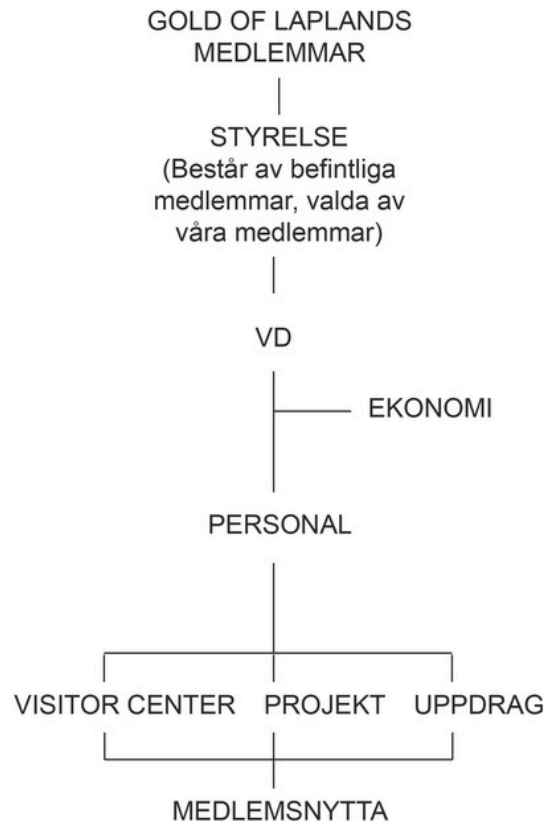 GOLD OF LAPLANDS
MEDLEMMAR
STYRELSE
(Består av befintliga
medlemmar, valda av
våra medlemmar)
VD
EKONOMI
PERSONAL
VISITOR CENTER PROJEKT UPPDRAG
MEDLEMSNYTTA